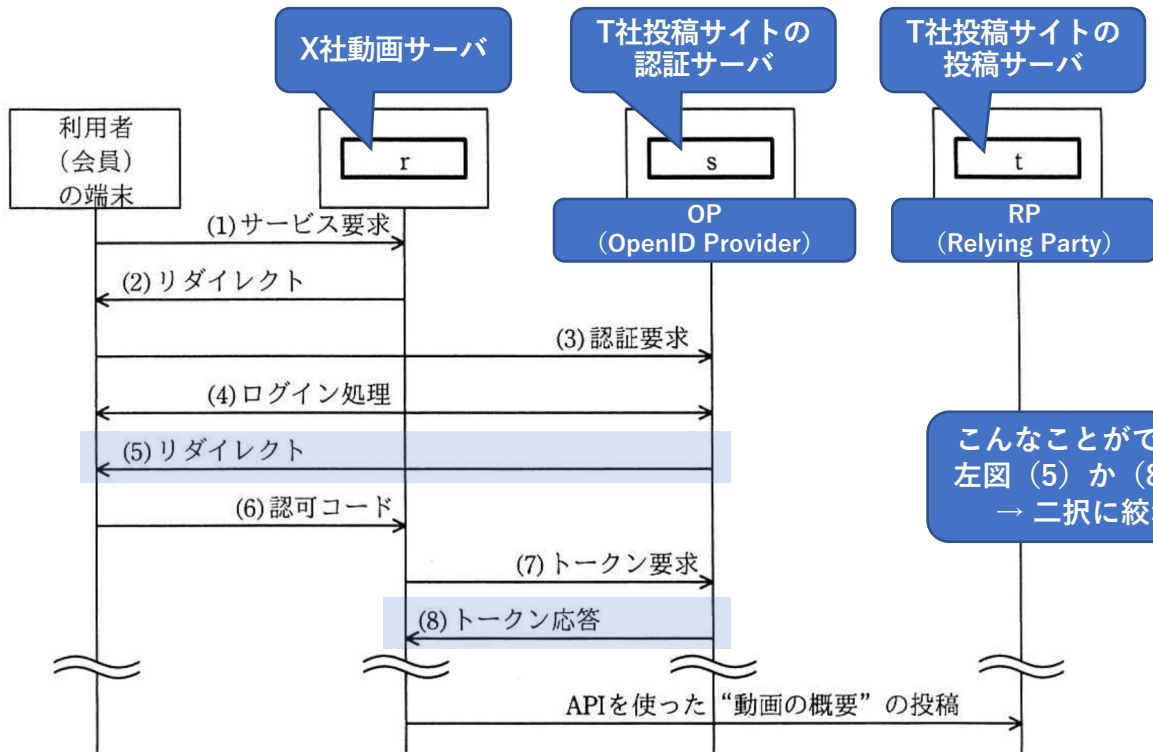 X社動画サーバ
T社投稿サイトの
認証サーバ
T社投稿サイトの
投稿サーバ
利用者
(会員)
の端末
r
s
t
OP
(OpenID Provider)
RP
(Relying Party)
(1)サービス要求
(2)リダイレクト
(3)認証要求
(4)ログイン処理
(5)リダイレクト
こんなことがで
左図（5）か（8
→ 二択に絞
(6)認可コード
(7)トークン要求
(8)トークン応答
APIを使った“動画の概要”の投稿